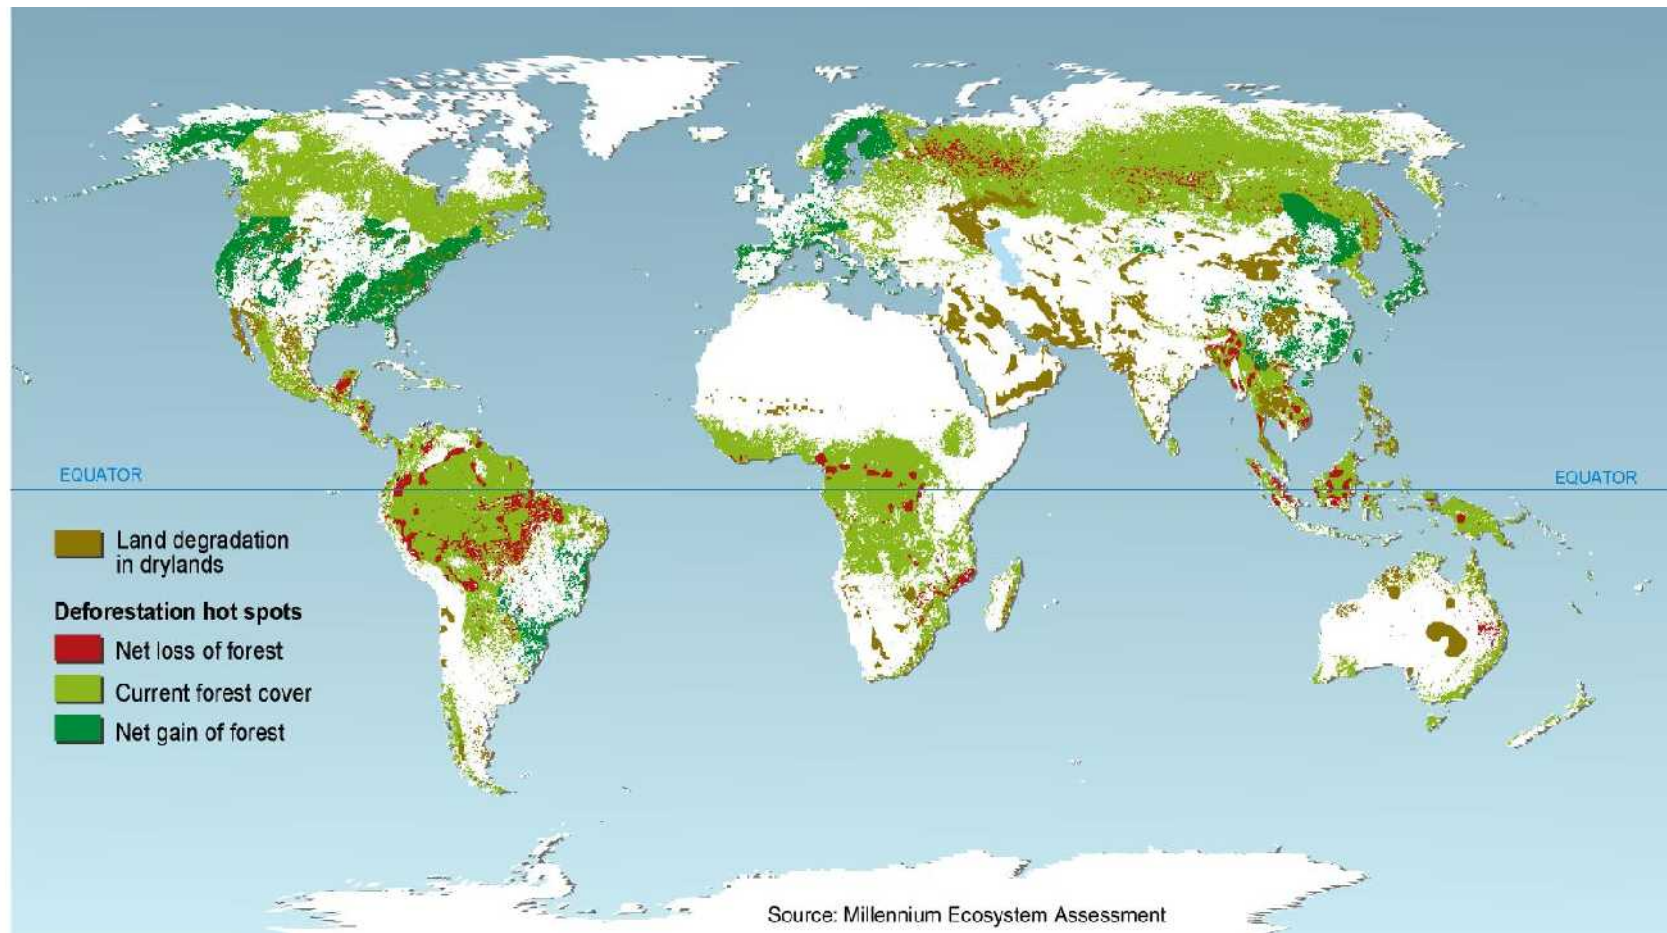 EQUATOR
EQUATOR
Land degradation
in drylands
Deforestation hot spots
Net loss of forest
Current forest cover
Net gain of forest
Source: Millennium Ecosystem Assessment